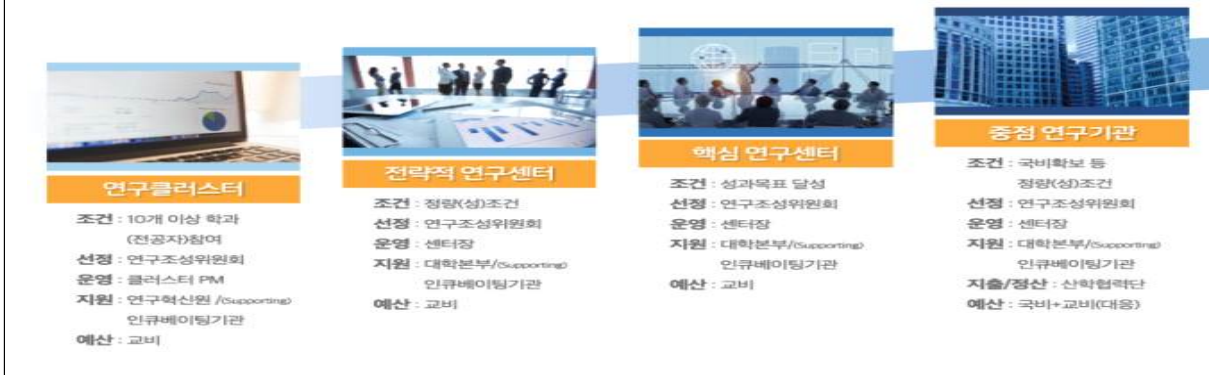 연구클러스터
조건 : 10개 이상 학과
(전공자)참여
선정 : 연구조성위원회
운영 : 클러스터 PM
지원 : 연구혁신원 /(Supporting)
인큐베이팅기관
예산 : 교비
전략적 연구센터
조건 : 정량(성)조건
선정 : 연구조성위원회
운영 : 센터장
지원 : 대학본부/(Supporting)
인큐베이팅기관
예산 : 교비
핵심 연구센터
조건 : 성과목표 달성
선정 : 연구조성위원회
운영 : 센터장
지원 : 대학본부/(Supporting)
인큐베이팅기관
예산 : 교비
중점 연구기관
조건 : 국비확보 등
정량(성)조건
선정 : 연구조성위원회
운영 : 센터장
지원 : 대학본부/(Supporting)
인큐베이팅기관
지출/정산 : 산학협력단
예산 : 국비+교비(대응)